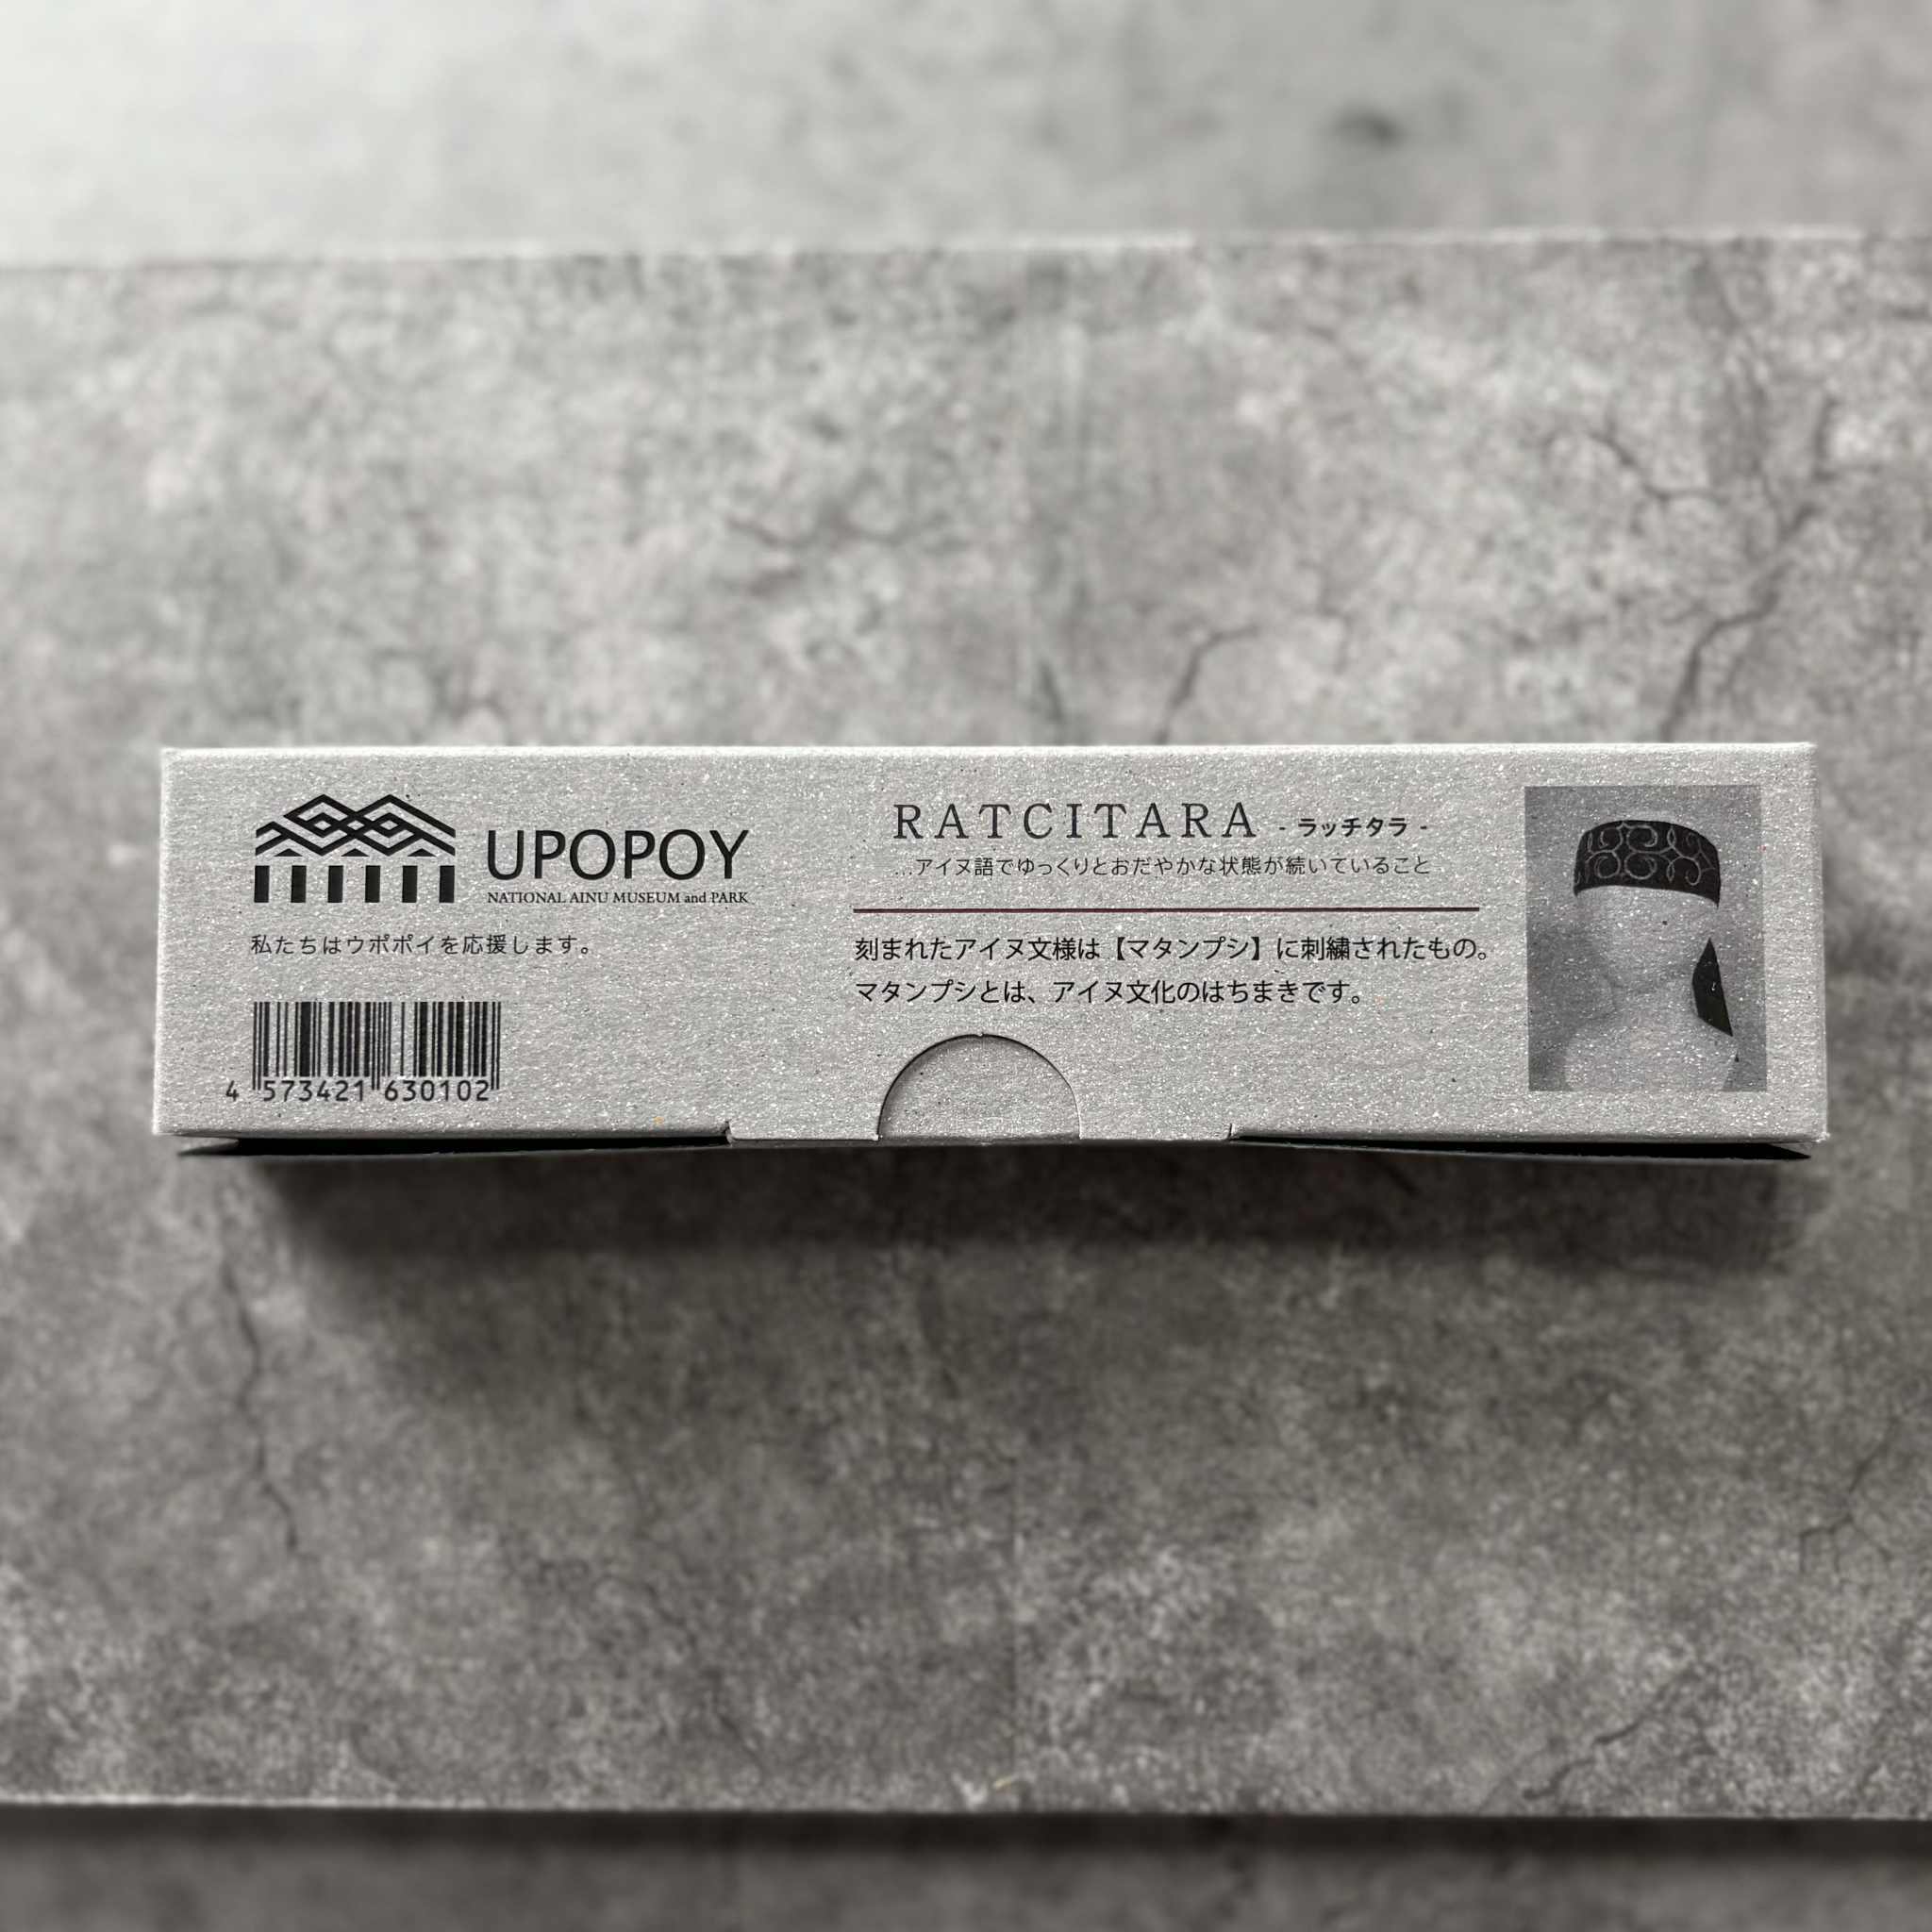 UPOPOY
NATIONAL AINU MUSEUM and PARK
私たちはウポポイを応援します。
4 573421 630102
RATCITARA - ラッチタラ -
…アイヌ語でゆっくりとおだやかな状態が続いていること
刻まれたアイヌ文様は【マタンプシ】に刺繍されたもの。
マタンプシとは、アイヌ文化のはちまきです。